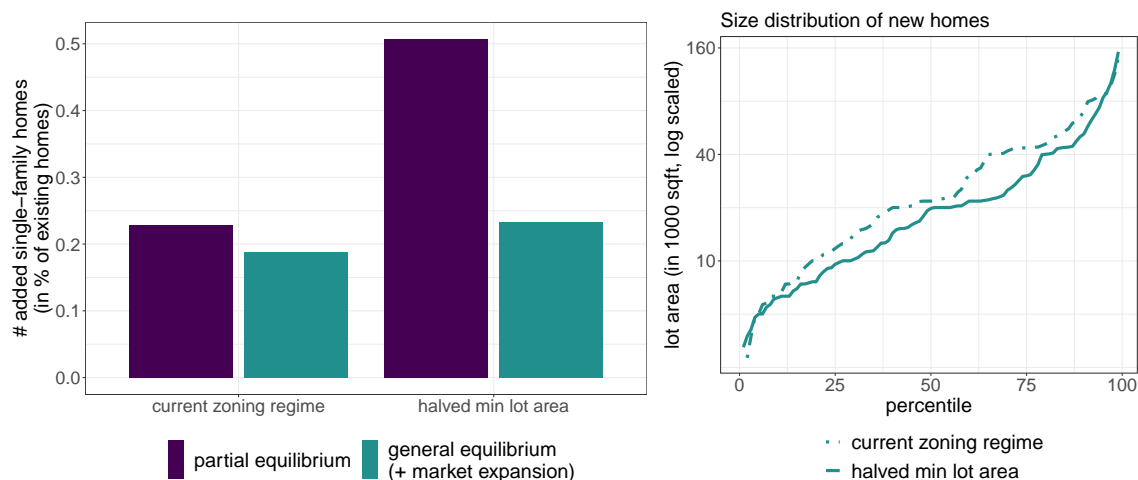 # added single−family homes
(in % of existing homes)
0.5
0.4
0.3
0.2
0.1
0.0
current zoning regime
halved min lot area
partial equilibrium
general equilibrium
(+ market expansion)
Size distribution of new homes
lot area (in 1000 sqft, log scaled)
160
40
10
0
25
50
75
100
percentile
current zoning regime
halved min lot area